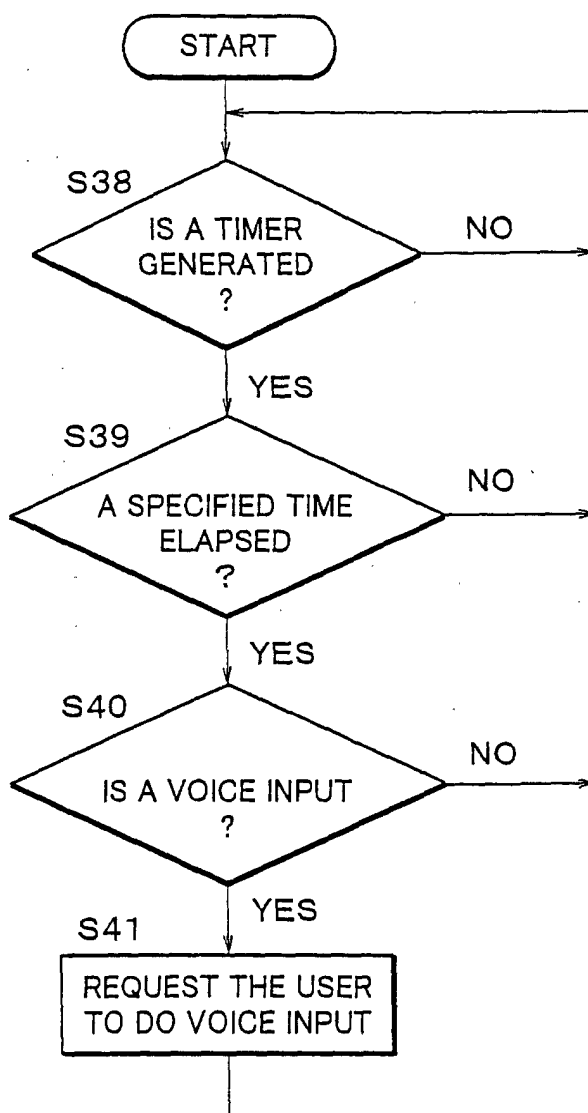 START
S38
IS A TIMER
GENERATED
?
NO
YES
S39
A SPECIFIED TIME
ELAPSED
?
NO
YES
S40
IS A VOICE INPUT
?
NO
YES
S41
REQUEST THE USER
TO DO VOICE INPUT